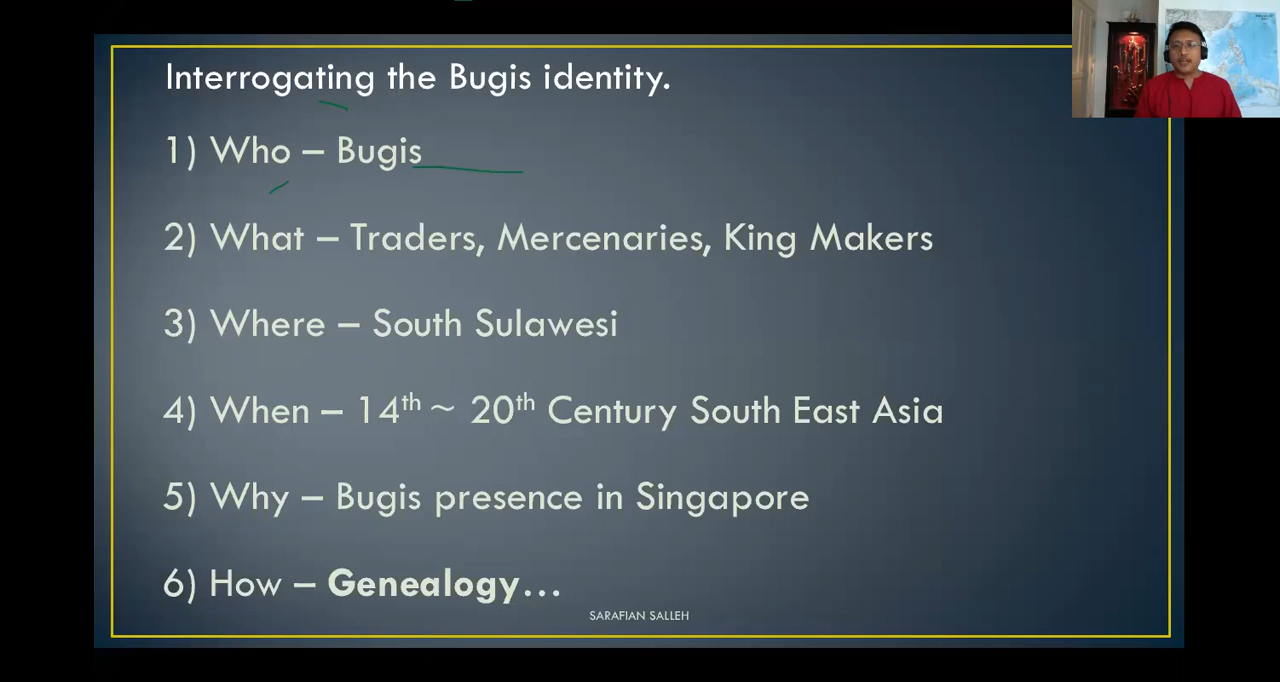 Interrogating the Bugis identity.
1) Who – Bugis
2) What – Traders, Mercenaries, King Makers
3) Where – South Sulawesi
4) When – 14th ~ 20th Century South East Asia
5) Why – Bugis presence in Singapore
6) How – Genealogy...
SARAFIAN SALLEH